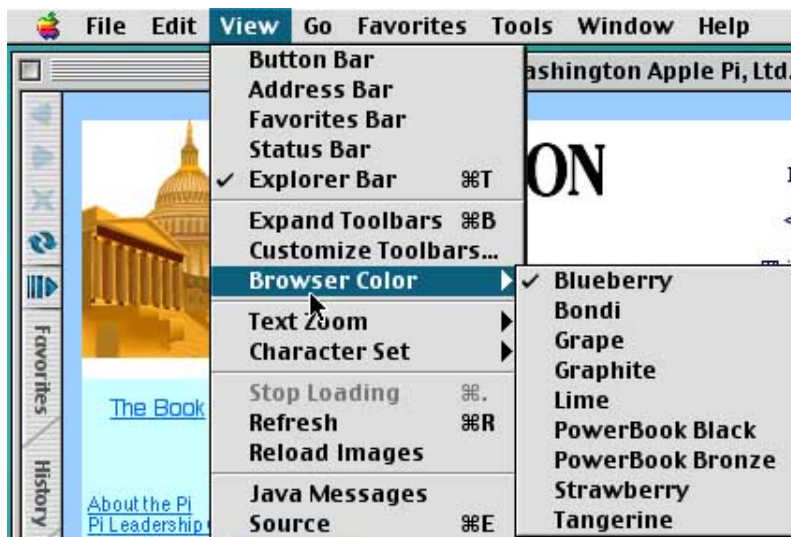 File Edit View Go Favorites Tools Window Help
Button Bar
Address Bar
Favorites Bar
Status Bar
✓ Explorer Bar ⌘T
Expand Toolbars ⌘B
Customize Toolbars...
Browser Color
Text Zoom
Character Set
Stop Loading ⌘.
Refresh ⌘R
Reload Images
Java Messages
Source ⌘E
✓ Blueberry
Bondi
Grape
Graphite
Lime
PowerBook Black
PowerBook Bronze
Strawberry
Tangerine
ashington Apple Pi, Ltd.
ON
Favorites
History
The Book
About the Pi
Pi Leadership